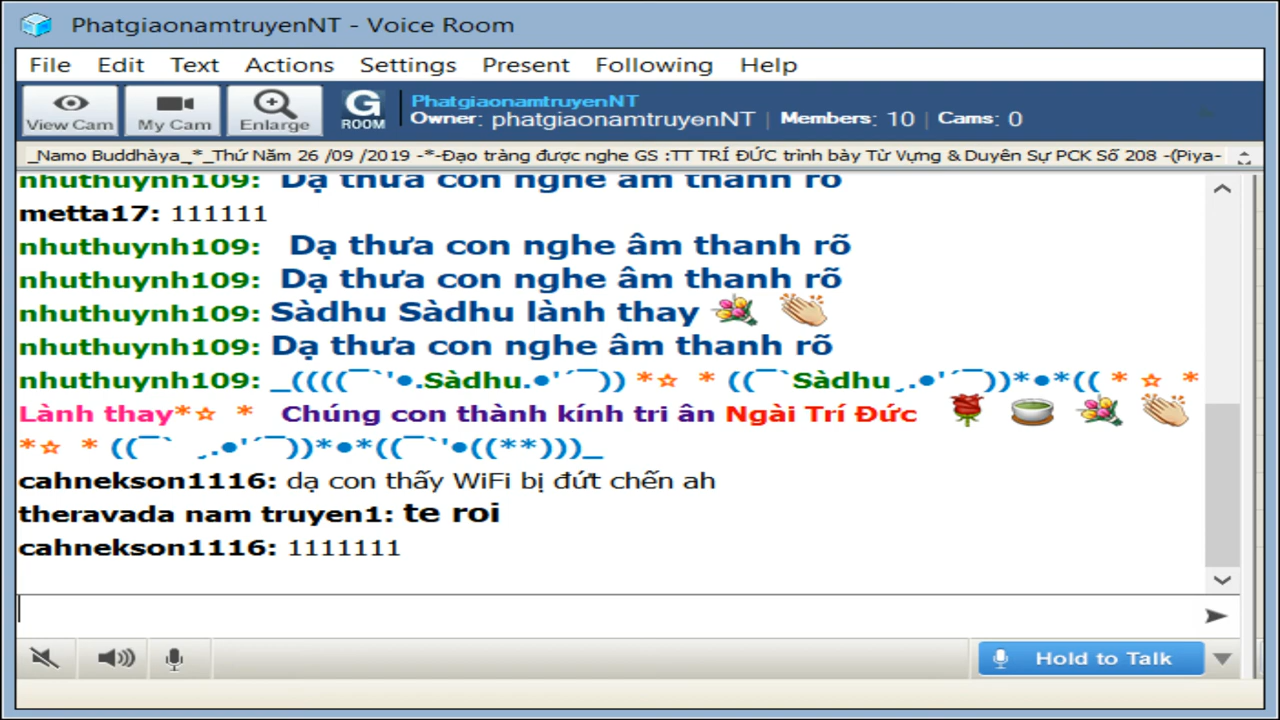 PhatgiaonamtruyenNT - Voice Room
File Edit Text Actions Settings Present Following Help
View Cam My Cam Enlarge G ROOM
PhatgiaonamtruyenNT
Owner: phatgiaonamtruyenNT | Members: 10 | Cams: 0
_Namo Buddhàya_*_Thứ Năm 26 /09 /2019 -*-Đạo tràng được nghe GS :TT TRÍ ĐỨC trình bày Từ Vựng & Duyên Sự PCK Số 208 -(Piya-
nhuthuynh109: Dạ thưa con nghe âm thanh rõ
metta17: 111111
nhuthuynh109: Dạ thưa con nghe âm thanh rõ
nhuthuynh109: Dạ thưa con nghe âm thanh rõ
nhuthuynh109: Sàdhu Sàdhu lành thay 💐 👏
nhuthuynh109: Dạ thưa con nghe âm thanh rõ
nhuthuynh109: _((((¯`'●.Sàdhu.●'´¯)) *☆ * ((¯`Sàdhu¸.●'´¯))*●*(( * ☆ *
Lành thay*☆ * Chúng con thành kính tri ân Ngài Trí Đức 🌹 🍵 💐 👏
*☆ * ((¯` ¸.●'´¯))*●*((¯`'●((**)))_
cahnekson1116: dạ con thấy WiFi bị đứt chến ah
theravada nam truyen1: te roi
cahnekson1116: 1111111
Hold to Talk